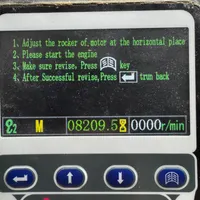 1、Adjust the rocker of motor at the horizontal place
2、Please start the engine
3、Make sure revise, Press key
4、After Successful revise,Press trun back
2 M 08209.5 0000r/min